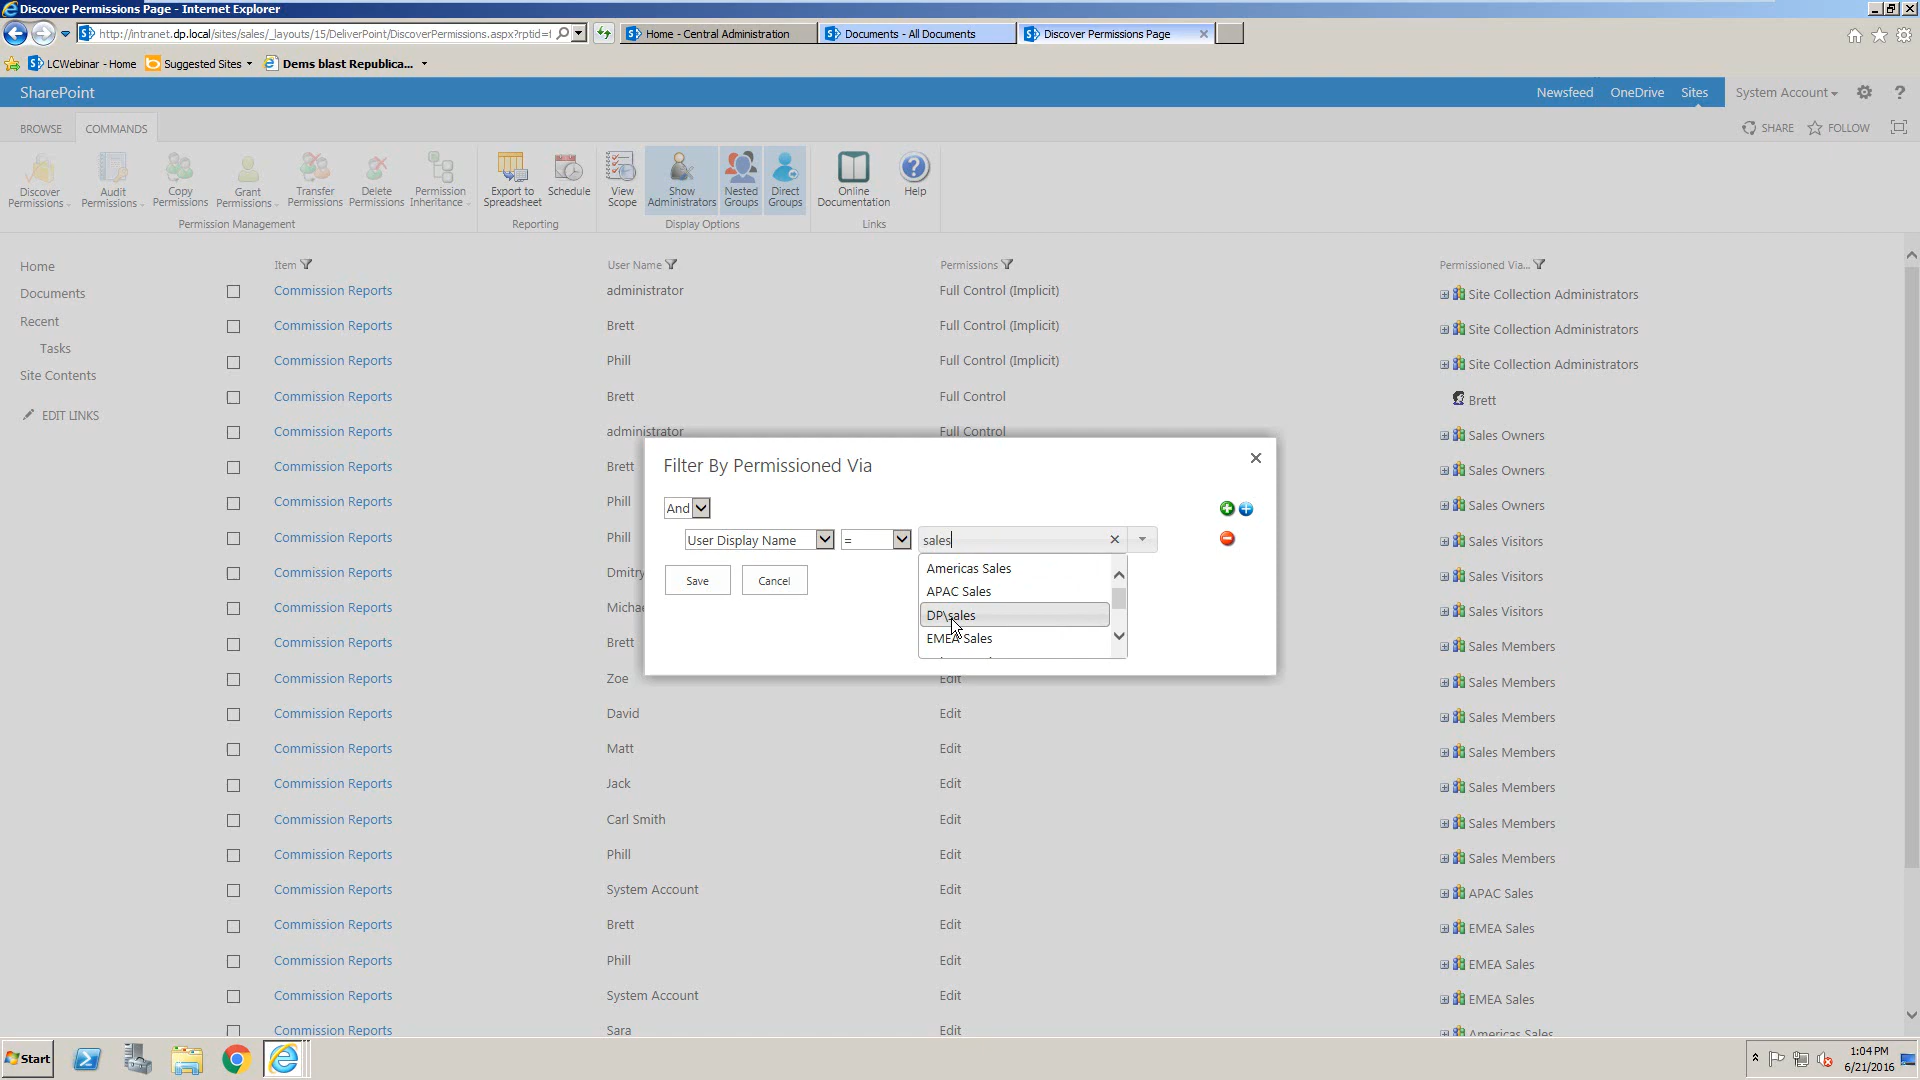 Discover Permissions Page - Internet Explorer
http://intranet.dp.local/sites/sales/_layouts/15/DeliverPoint/DiscoverPermissions.aspx?rptid=
Home - Central Administration
Documents - All Documents
Discover Permissions Page
LCWebinar - Home
Suggested Sites
Dems blast Republica...
SharePoint
Newsfeed
OneDrive
Sites
System Account
BROWSE
COMMANDS
SHARE
FOLLOW
Discover Permissions
Audit Permissions
Copy Permissions
Grant Permissions
Transfer Permissions
Delete Permissions
Permission Inheritance
Permission Management
Export to Spreadsheet
Schedule
Reporting
View Scope
Show Administrators
Nested Groups
Direct Groups
Display Options
Online Documentation
Help
Links
Home
Documents
Recent
Tasks
Site Contents
EDIT LINKS
Item User Name Permissions Permissioned Via...
Commission Reports administrator Full Control (Implicit) Site Collection Administrators
Commission Reports Brett Full Control (Implicit) Site Collection Administrators
Commission Reports Phill Full Control (Implicit) Site Collection Administrators
Commission Reports Brett Full Control Brett
Commission Reports administrator Full Control Sales Owners
Commission Reports Brett Sales Owners
Commission Reports Phill Sales Owners
Commission Reports Phill Sales Visitors
Commission Reports Dmitry Sales Visitors
Commission Reports Michae Sales Visitors
Commission Reports Brett Sales Members
Commission Reports Zoe Edit Sales Members
Commission Reports David Edit Sales Members
Commission Reports Matt Edit Sales Members
Commission Reports Jack Edit Sales Members
Commission Reports Carl Smith Edit Sales Members
Commission Reports Phill Edit Sales Members
Commission Reports System Account Edit APAC Sales
Commission Reports Brett Edit EMEA Sales
Commission Reports Phill Edit EMEA Sales
Commission Reports System Account Edit EMEA Sales
Commission Reports Sara Edit Americas Sales
Filter By Permissioned Via
And
User Display Name = sales
Americas Sales
APAC Sales
DP\sales
EMEA Sales
Save
Cancel
Start
1:04 PM
6/21/2016